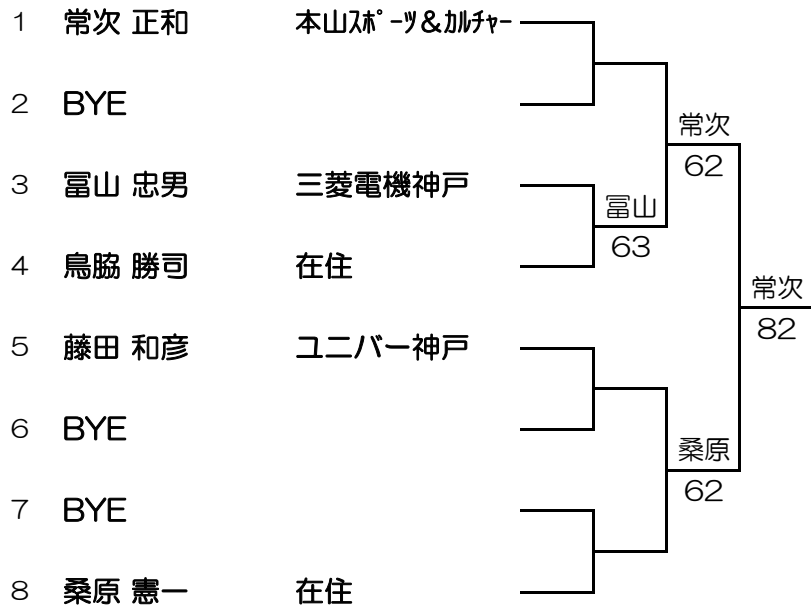 1 常次 正和 本山ｽﾎﾟｰﾂ＆ｶﾙﾁｬｰ
2 BYE
常次
62
3 冨山 忠男 三菱電機神戸
冨山
63
4 鳥脇 勝司 在住
常次
82
5 藤田 和彦 ユニバー神戸
6 BYE
桑原
62
7 BYE
8 桑原 憲一 在住